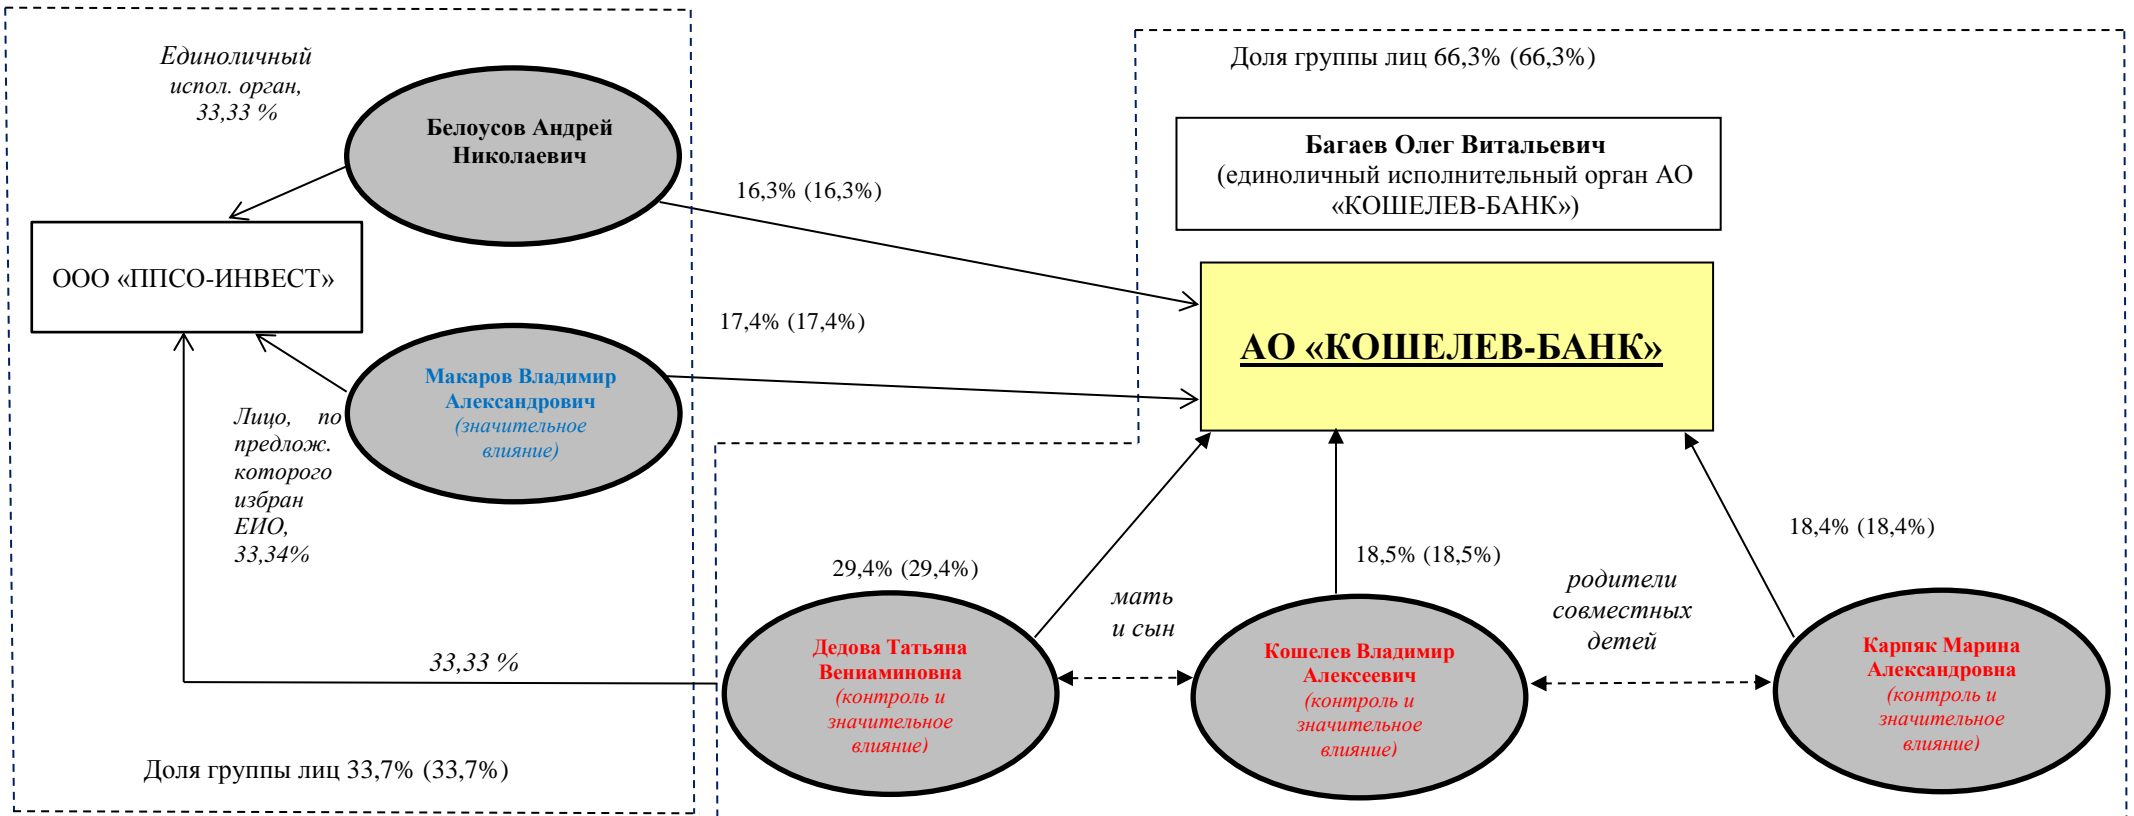 Единоличный
испол. орган,
33,33 %
Белоусов Андрей
Николаевич
ООО «ППСО-ИНВЕСТ»
Макаров Владимир
Александрович
(значительное
влияние)
Лицо, по
предлож.
которого
избран
ЕИО,
33,34%
33,33 %
Доля группы лиц 33,7% (33,7%)
16,3% (16,3%)
17,4% (17,4%)
Доля группы лиц 66,3% (66,3%)
Багаев Олег Витальевич
(единоличный исполнительный орган АО
«КОШЕЛЕВ-БАНК»)
АО «КОШЕЛЕВ-БАНК»
29,4% (29,4%)
18,5% (18,5%)
18,4% (18,4%)
Дедова Татьяна
Вениаминовна
(контроль и
значительное
влияние)
мать
и сын
Кошелев Владимир
Алексеевич
(контроль и
значительное
влияние)
родители
совместных
детей
Карпяк Марина
Александровна
(контроль и
значительное
влияние)